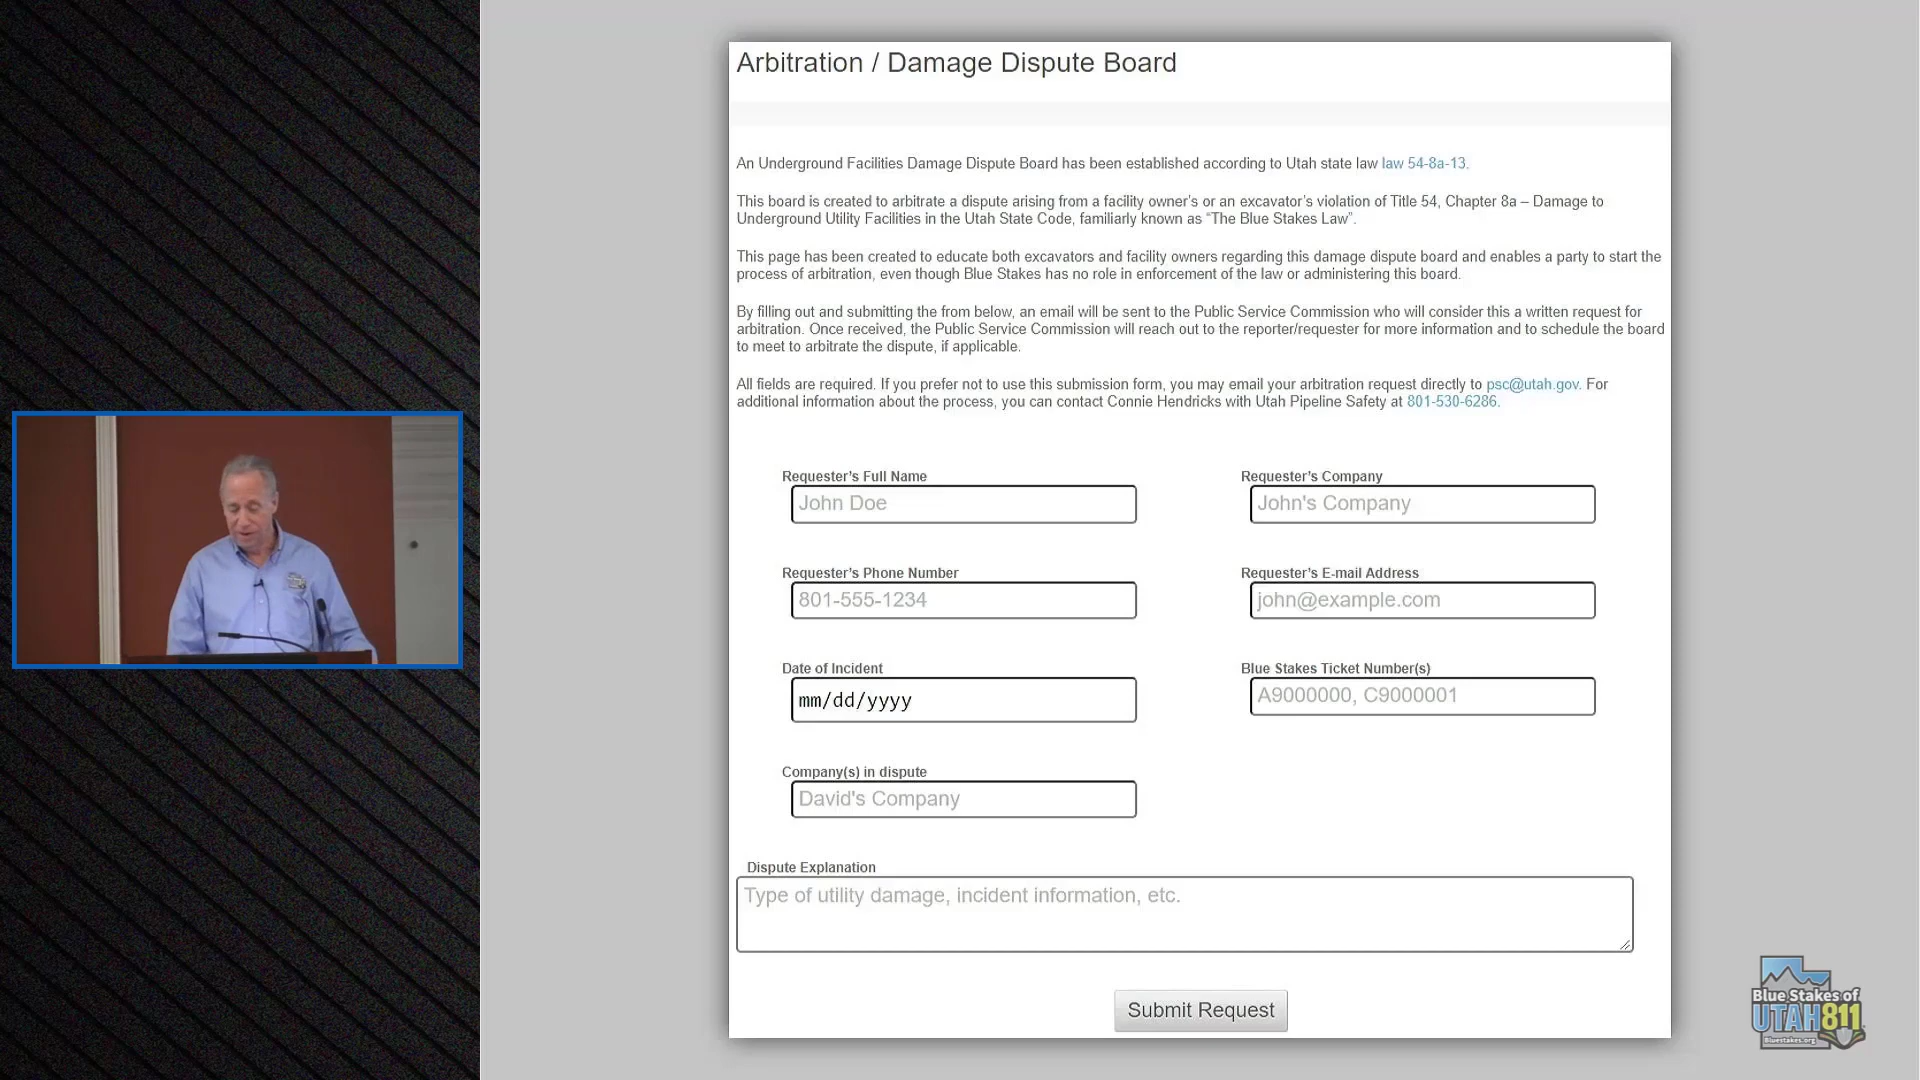 Arbitration / Damage Dispute Board
An Underground Facilities Damage Dispute Board has been established according to Utah state law law 54-8a-13.
This board is created to arbitrate a dispute arising from a facility owner’s or an excavator’s violation of Title 54, Chapter 8a – Damage to
Underground Utility Facilities in the Utah State Code, familiarly known as “The Blue Stakes Law”.
This page has been created to educate both excavators and facility owners regarding this damage dispute board and enables a party to start the
process of arbitration, even though Blue Stakes has no role in enforcement of the law or administering this board.
By filling out and submitting the from below, an email will be sent to the Public Service Commission who will consider this a written request for
arbitration. Once received, the Public Service Commission will reach out to the reporter/requester for more information and to schedule the board
to meet to arbitrate the dispute, if applicable.
All fields are required. If you prefer not to use this submission form, you may email your arbitration request directly to psc@utah.gov. For
additional information about the process, you can contact Connie Hendricks with Utah Pipeline Safety at 801-530-6286.
Requester’s Full Name
John Doe
Requester’s Company
John's Company
Requester’s Phone Number
801-555-1234
Requester’s E-mail Address
john@example.com
Date of Incident
mm/dd/yyyy
Blue Stakes Ticket Number(s)
A9000000, C9000001
Company(s) in dispute
David's Company
Dispute Explanation
Type of utility damage, incident information, etc.
Submit Request
Blue Stakes of
UTAH811
Bluestakes.org